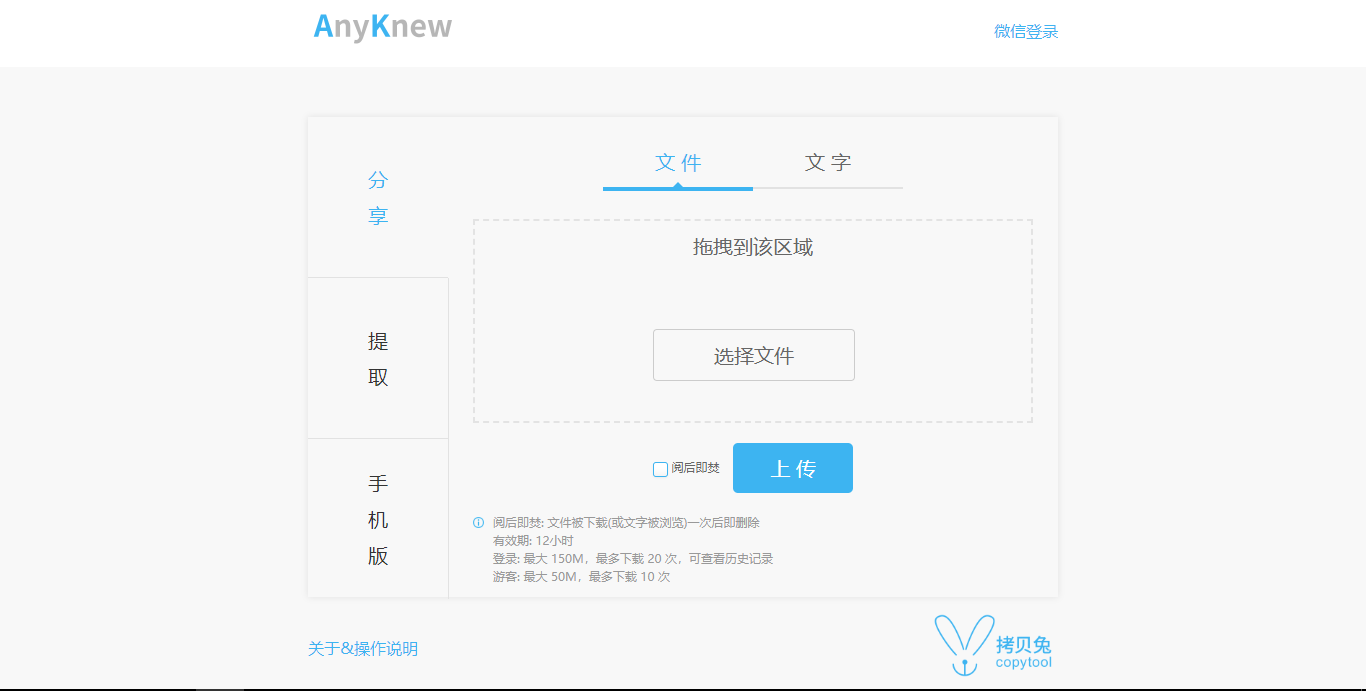 AnyKnew
微信登录
分
享
提
取
手
机
版
文 件
文 字
拖拽到该区域
选择文件
阅后即焚
上 传
阅后即焚: 文件被下载(或文字被浏览)一次后即删除
有效期: 12小时
登录: 最大 150M，最多下载 20 次，可查看历史记录
游客: 最大 50M，最多下载 10 次
关于&操作说明
拷贝兔
copytool